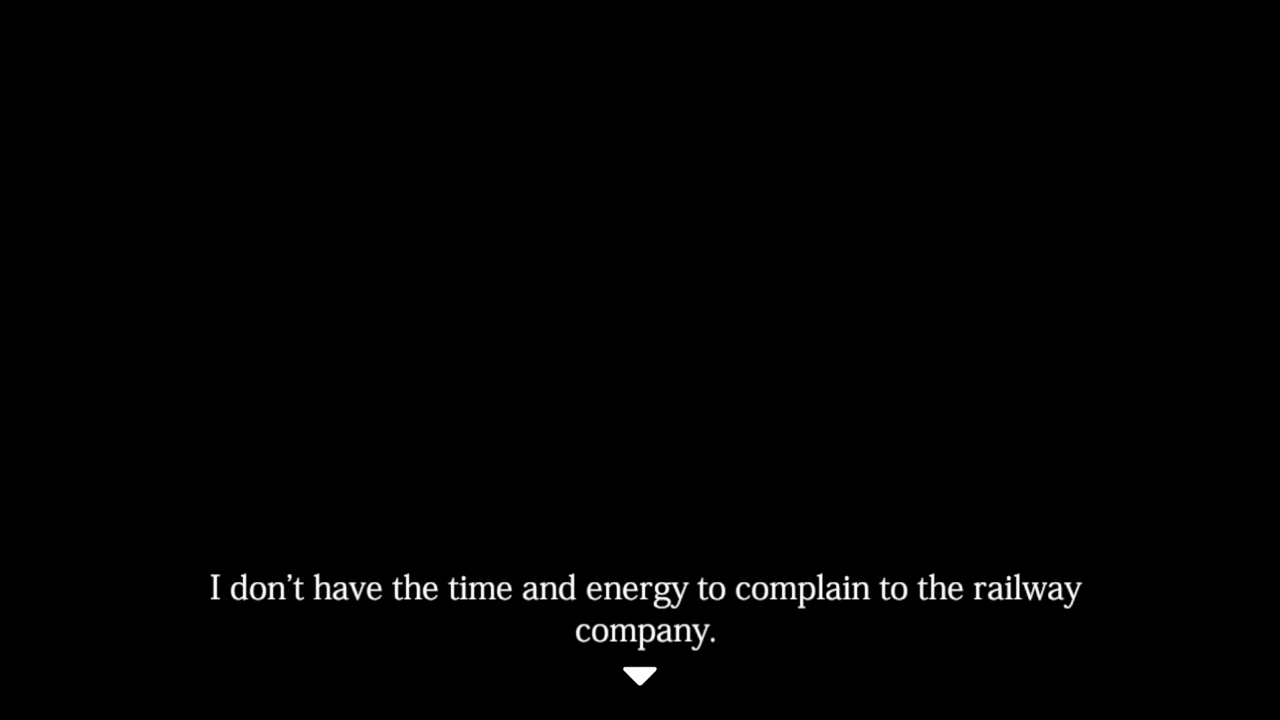 I don’t have the time and energy to complain to the railway
company.